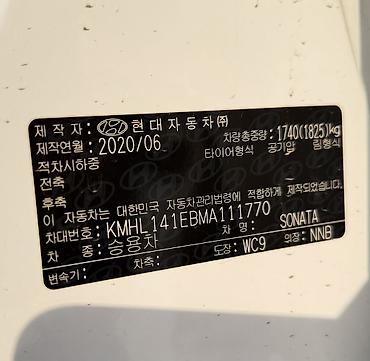 제 작 자 : 현대자동차㈜
제작연월 : 2020/06 차량총중량 : 1740(1825)kg
적차시하중 타이어형식 공기압 림형식
전축
후축
이 자동차는 대한민국 자동차관리법령에 적합하게 제작되었습니다.
차대번호 : KMHL141EBMA111770
차 종 : 승용차 차 명 : SONATA
변속기 : 차축 : 도장 : WC9 의장 : NNB